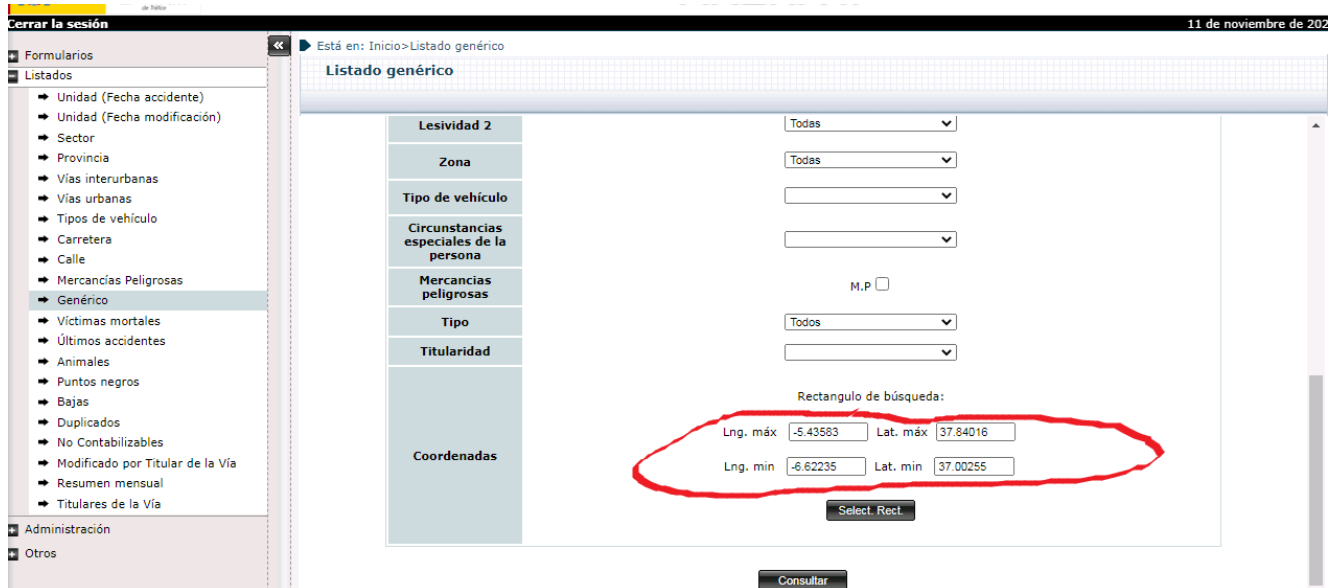 de Tráfico
Cerrar la sesión
11 de noviembre de 202
Formularios
Listados
Unidad (Fecha accidente)
Unidad (Fecha modificación)
Sector
Provincia
Vías interurbanas
Vías urbanas
Tipos de vehículo
Carretera
Calle
Mercancías Peligrosas
Genérico
Víctimas mortales
Últimos accidentes
Animales
Puntos negros
Bajas
Duplicados
No Contabilizables
Modificado por Titular de la Vía
Resumen mensual
Titulares de la Vía
Administración
Otros
«
Está en: Inicio>Listado genérico
Listado genérico
Lesividad 2 Todas
Zona Todas
Tipo de vehículo
Circunstancias
especiales de la
persona
Mercancias
peligrosas
M.P
Tipo Todos
Titularidad
Coordenadas
Rectangulo de búsqueda:
Lng. máx -5.43583 Lat. máx 37.84016
Lng. min -6.62235 Lat. min 37.00255
Select. Rect.
Consultar